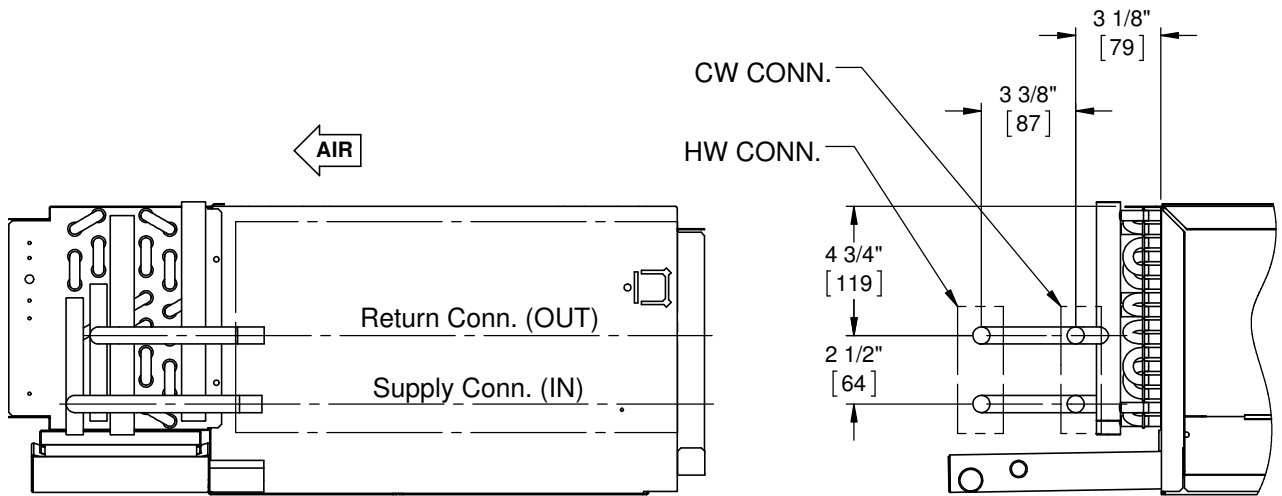 3 1/8"
[79]
CW CONN.
3 3/8"
[87]
HW CONN.
AIR
4 3/4"
[119]
Return Conn. (OUT)
2 1/2"
[64]
Supply Conn. (IN)